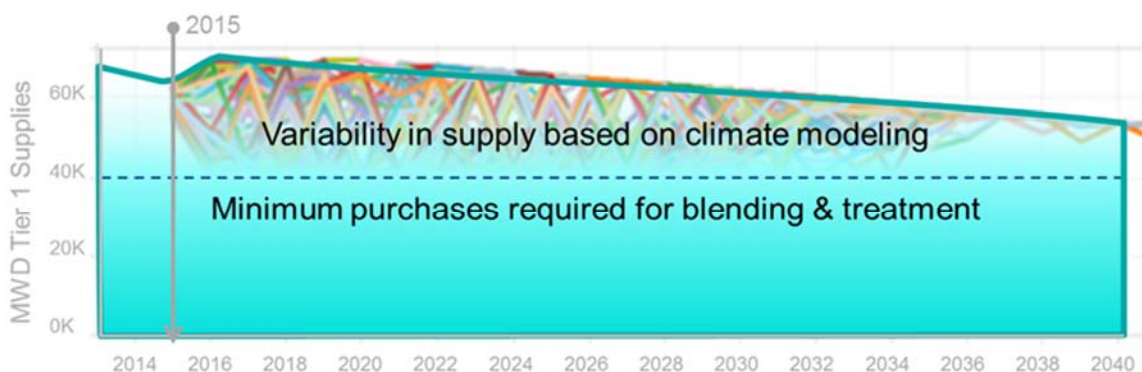 2015
MWD Tier 1 Supplies
60K
Variability in supply based on climate modeling
40K
Minimum purchases required for blending & treatment
20K
0K
2014 2016 2018 2020 2022 2024 2026 2028 2030 2032 2034 2036 2038 2040